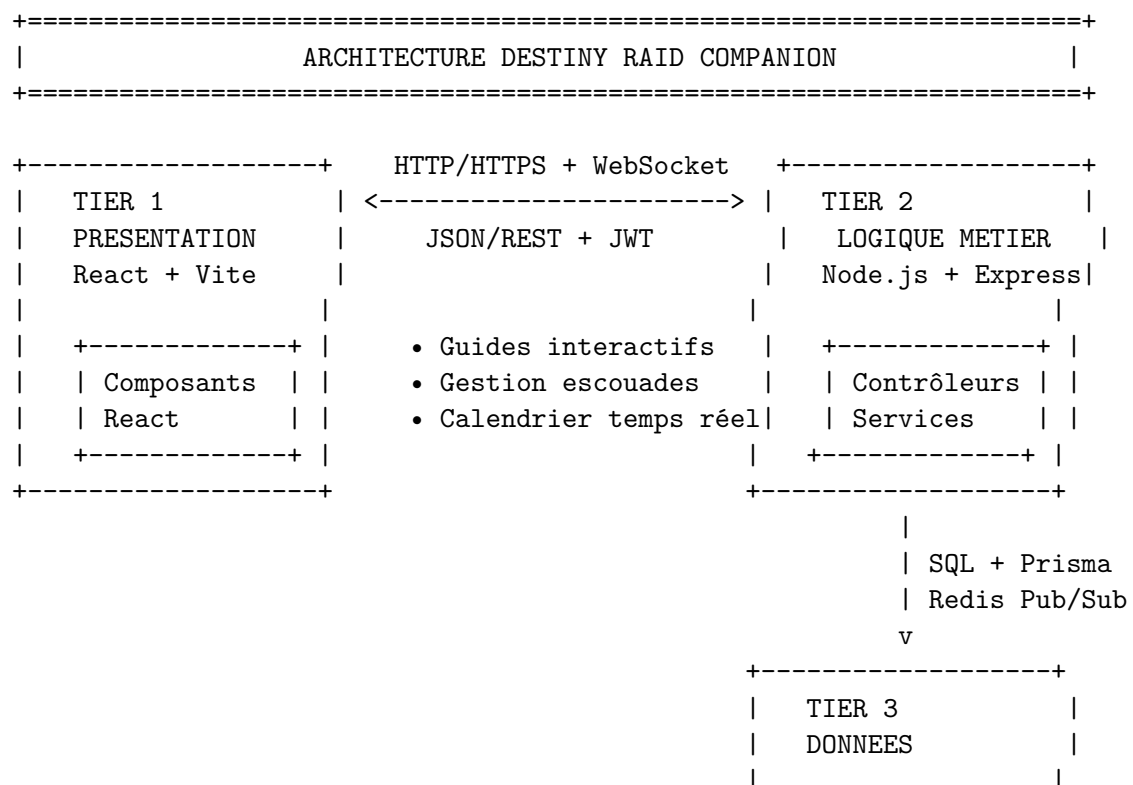 +=====================================================================+
|                  ARCHITECTURE DESTINY RAID COMPANION               |
+=====================================================================+
+-------------------+    HTTP/HTTPS + WebSocket   +-------------------+
|   TIER 1           | <-----------------------> |   TIER 2           |
|   PRESENTATION     |     JSON/REST + JWT        |   LOGIQUE METIER   |
|   React + Vite     |                           |   Node.js + Express|
|                   |                           |                   |
|   +-------------+ |     • Guides interactifs   |   +-------------+ |
|   | Composants  | |     • Gestion escouades    |   | Contrôleurs | |
|   | React       | |     • Calendrier temps réel|   | Services    | |
|   +-------------+ |                           |   +-------------+ |
+-------------------+                           +-------------------+
|
| SQL + Prisma
| Redis Pub/Sub
v
+-------------------+
|   TIER 3           |
|   DONNEES          |
|                   |